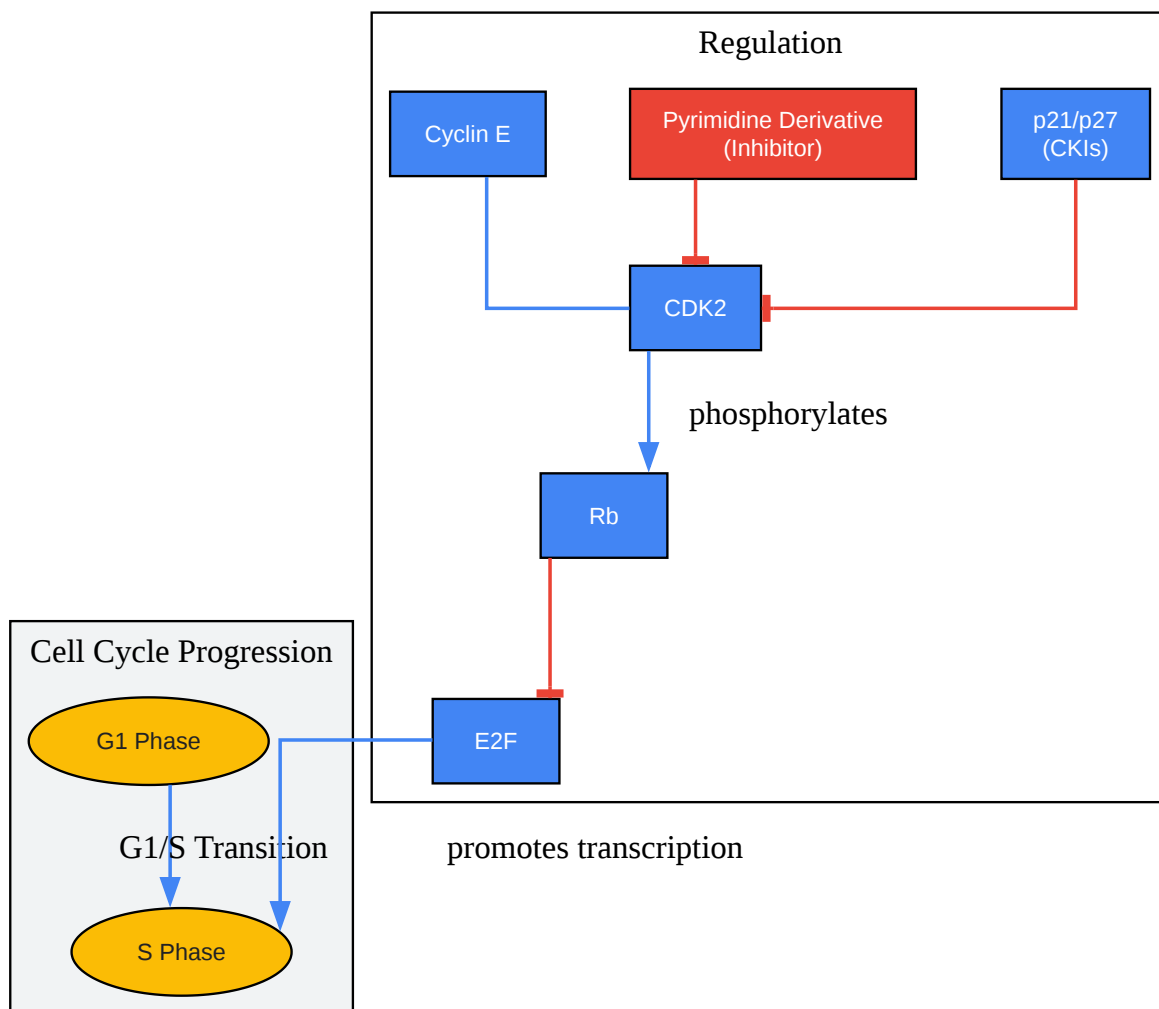 Regulation
Cyclin E
Pyrimidine Derivative
(Inhibitor)
p21/p27
(CKIs)
CDK2
phosphorylates
Rb
Cell Cycle Progression
G1 Phase
E2F
G1/S Transition
promotes transcription
S Phase